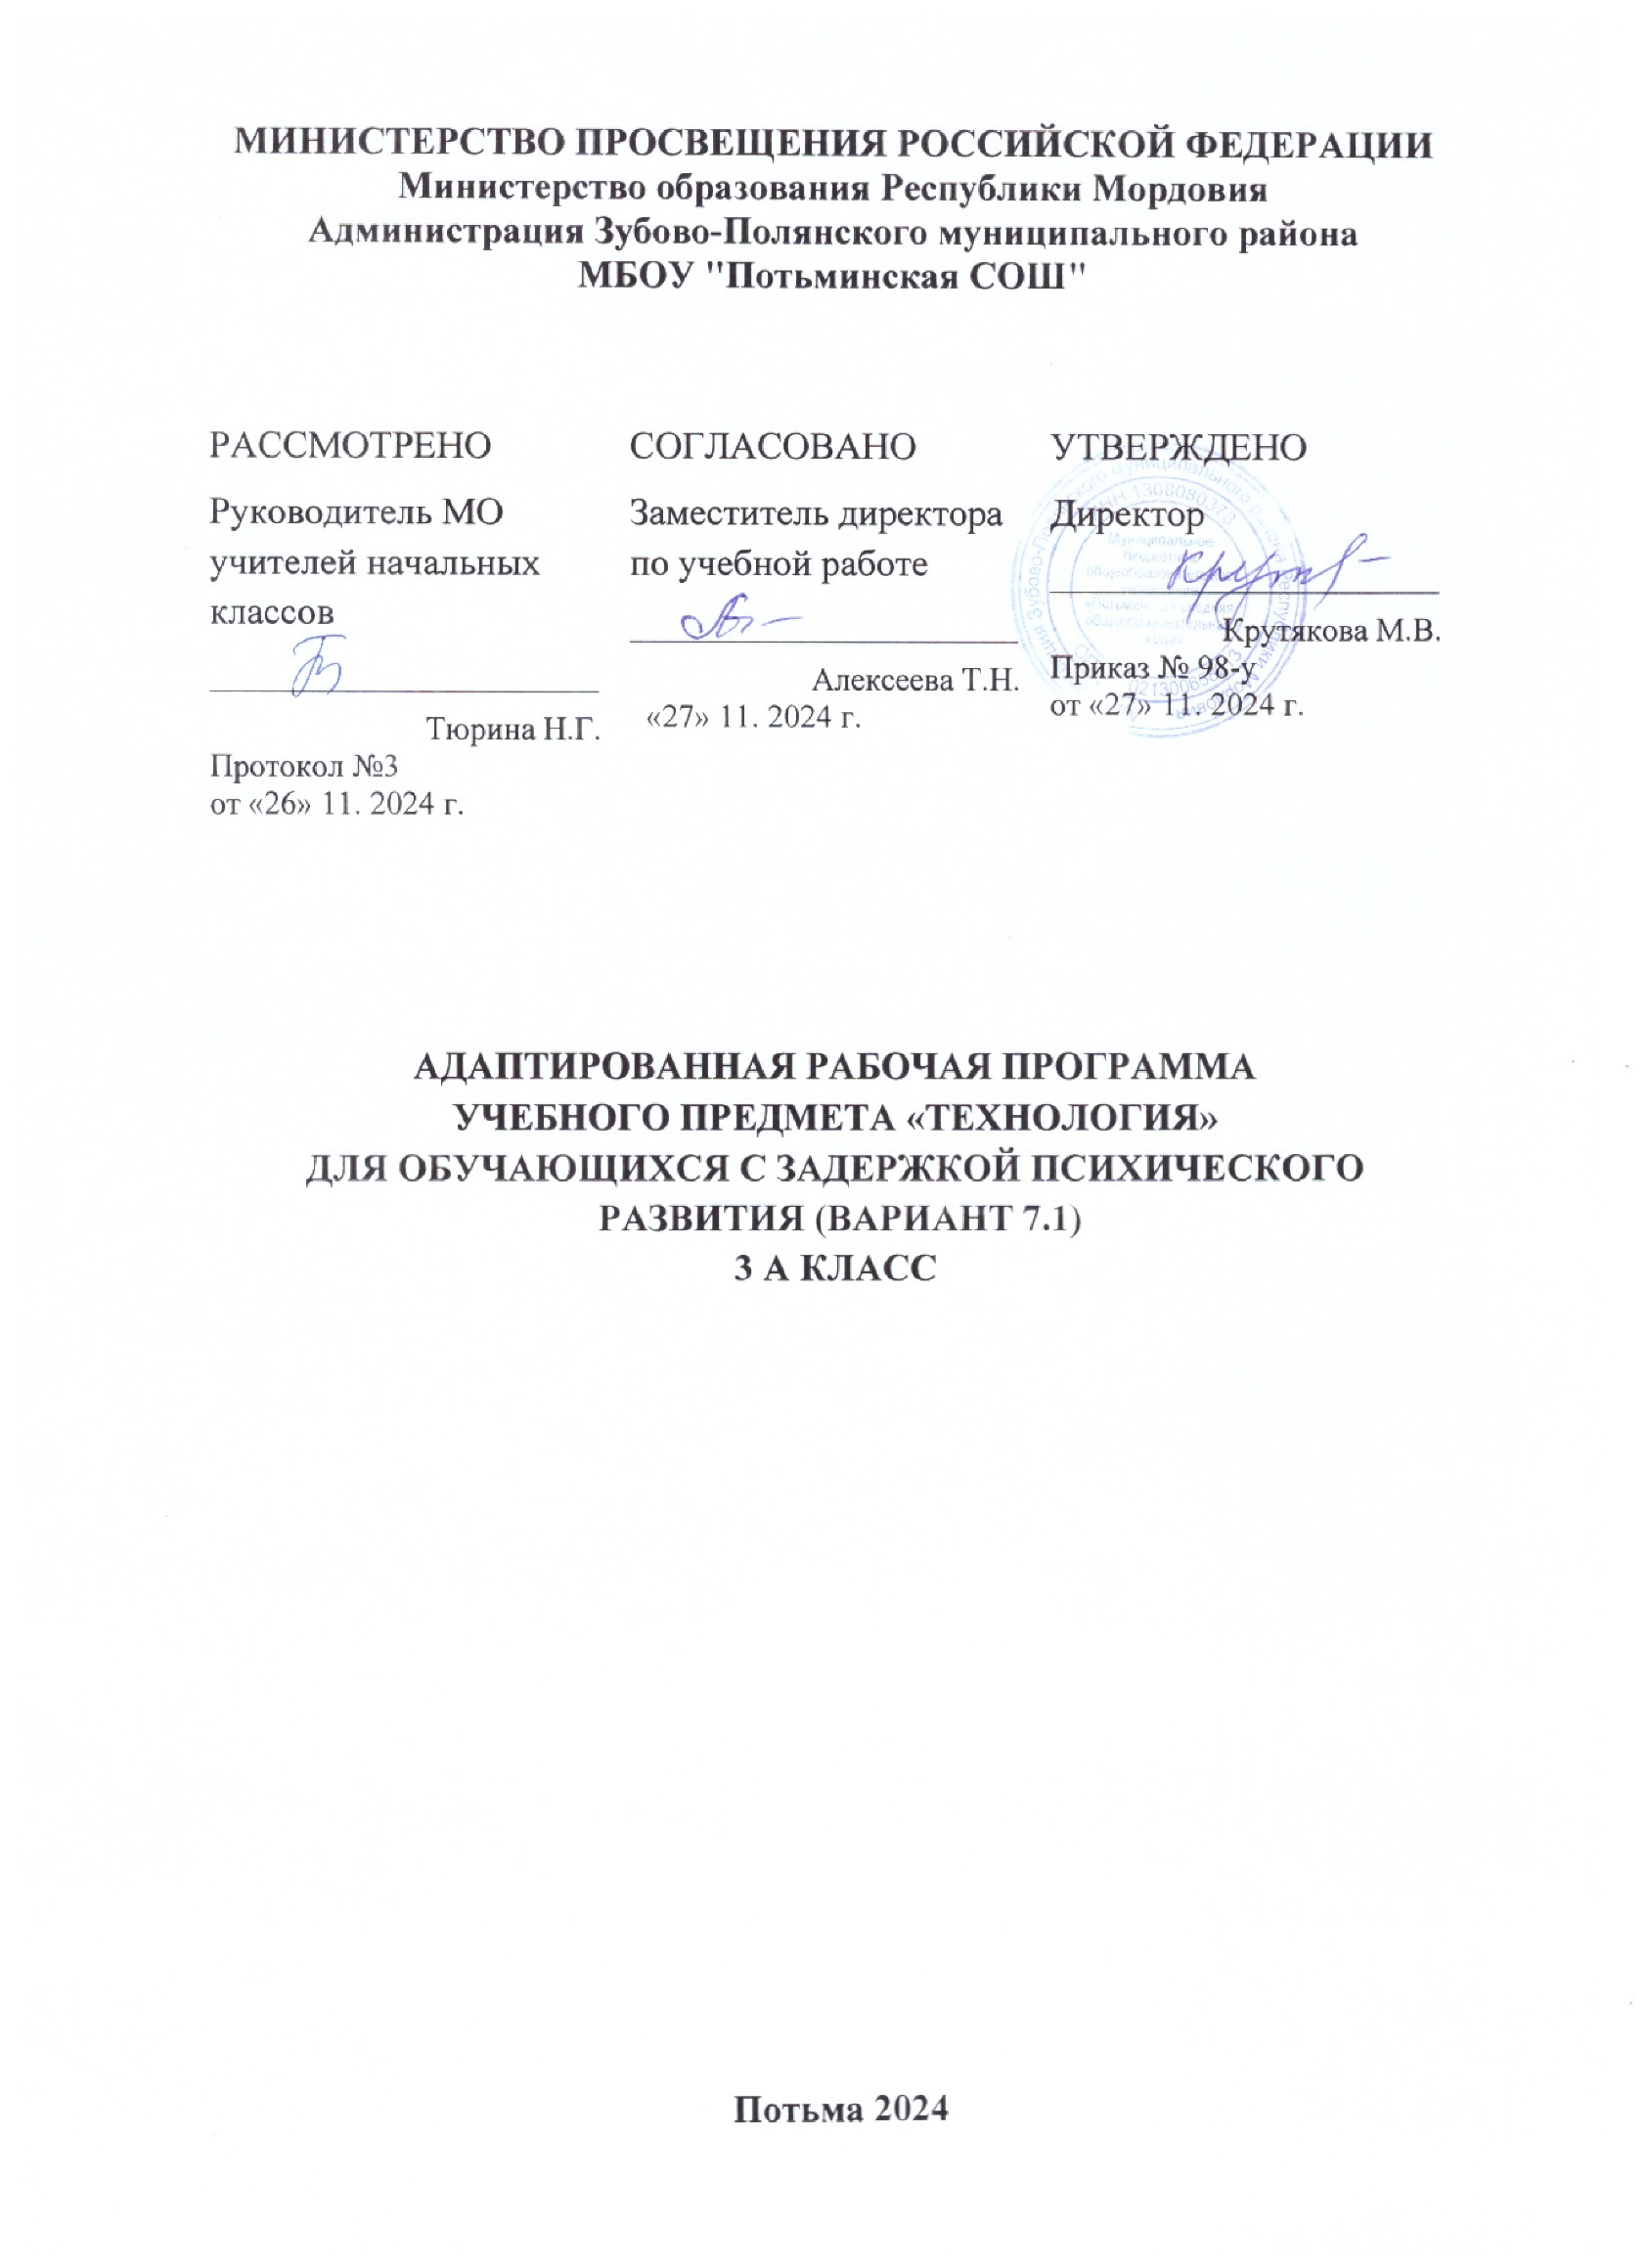 МИНИСТЕРСТВО ПРОСВЕЩЕНИЯ РОССИЙСКОЙ ФЕДЕРАЦИИ
Министерство образования Республики Мордовия
Администрация Зубово-Полянского муниципального района
МБОУ "Потьминская СОШ"
РАССМОТРЕНО
Руководитель МО
учителей начальных
классов
Тюрина Н.Г.
Протокол №3
от «26» 11. 2024 г.
СОГЛАСОВАНО
Заместитель директора
по учебной работе
Алексеева Т.Н.
«27» 11. 2024 г.
УТВЕРЖДЕНО
Директор
Крутякова М.В.
Приказ № 98-у
от «27» 11. 2024 г.
АДАПТИРОВАННАЯ РАБОЧАЯ ПРОГРАММА
УЧЕБНОГО ПРЕДМЕТА «ТЕХНОЛОГИЯ»
ДЛЯ ОБУЧАЮЩИХСЯ С ЗАДЕРЖКОЙ ПСИХИЧЕСКОГО
РАЗВИТИЯ (ВАРИАНТ 7.1)
3 А КЛАСС
Потьма 2024